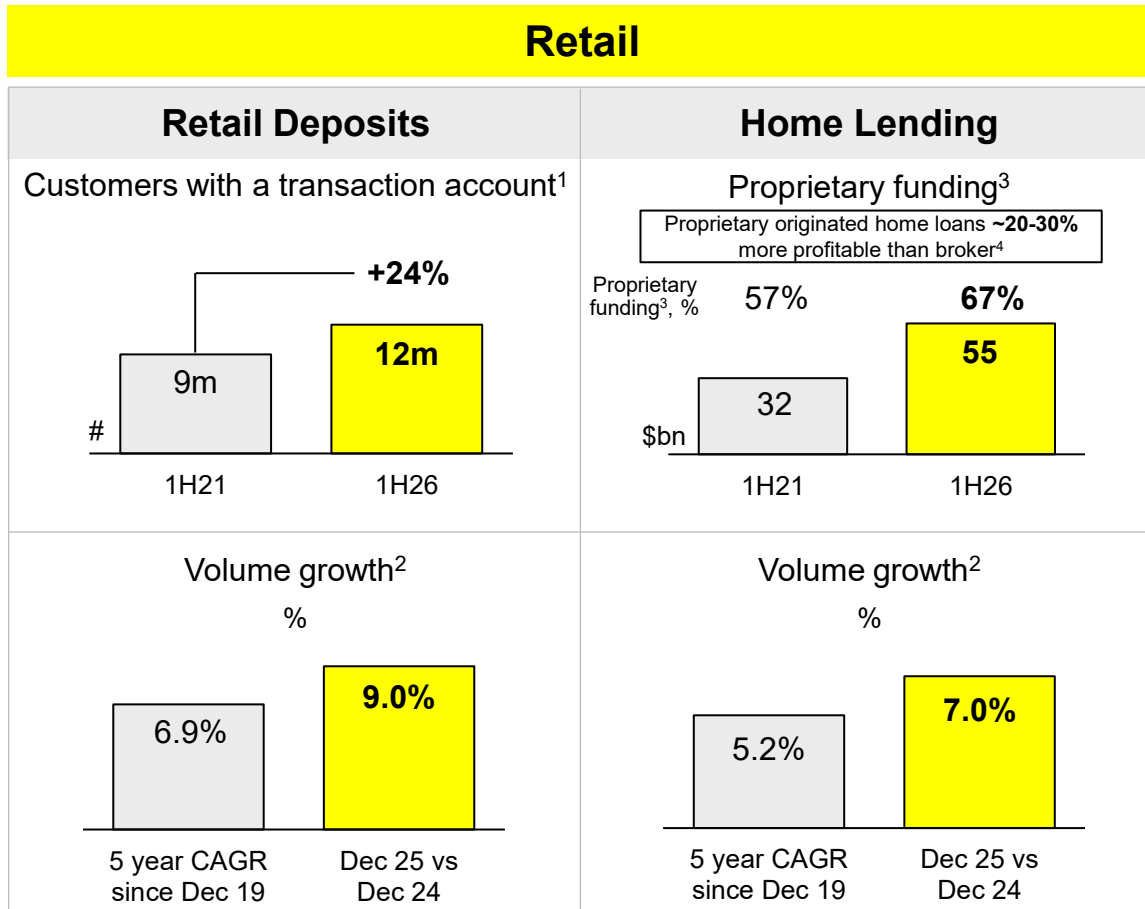 Retail
Retail Deposits
Customers with a transaction account¹
+24%
9m
12m
#
1H21
1H26
Home Lending
Proprietary funding³
Proprietary originated home loans ~20-30%
more profitable than broker⁴
Proprietary
funding³, %
57%
67%
32
55
$bn
1H21
1H26
Volume growth²
%
6.9%
9.0%
5 year CAGR
since Dec 19
Dec 25 vs
Dec 24
Volume growth²
%
5.2%
7.0%
5 year CAGR
since Dec 19
Dec 25 vs
Dec 24